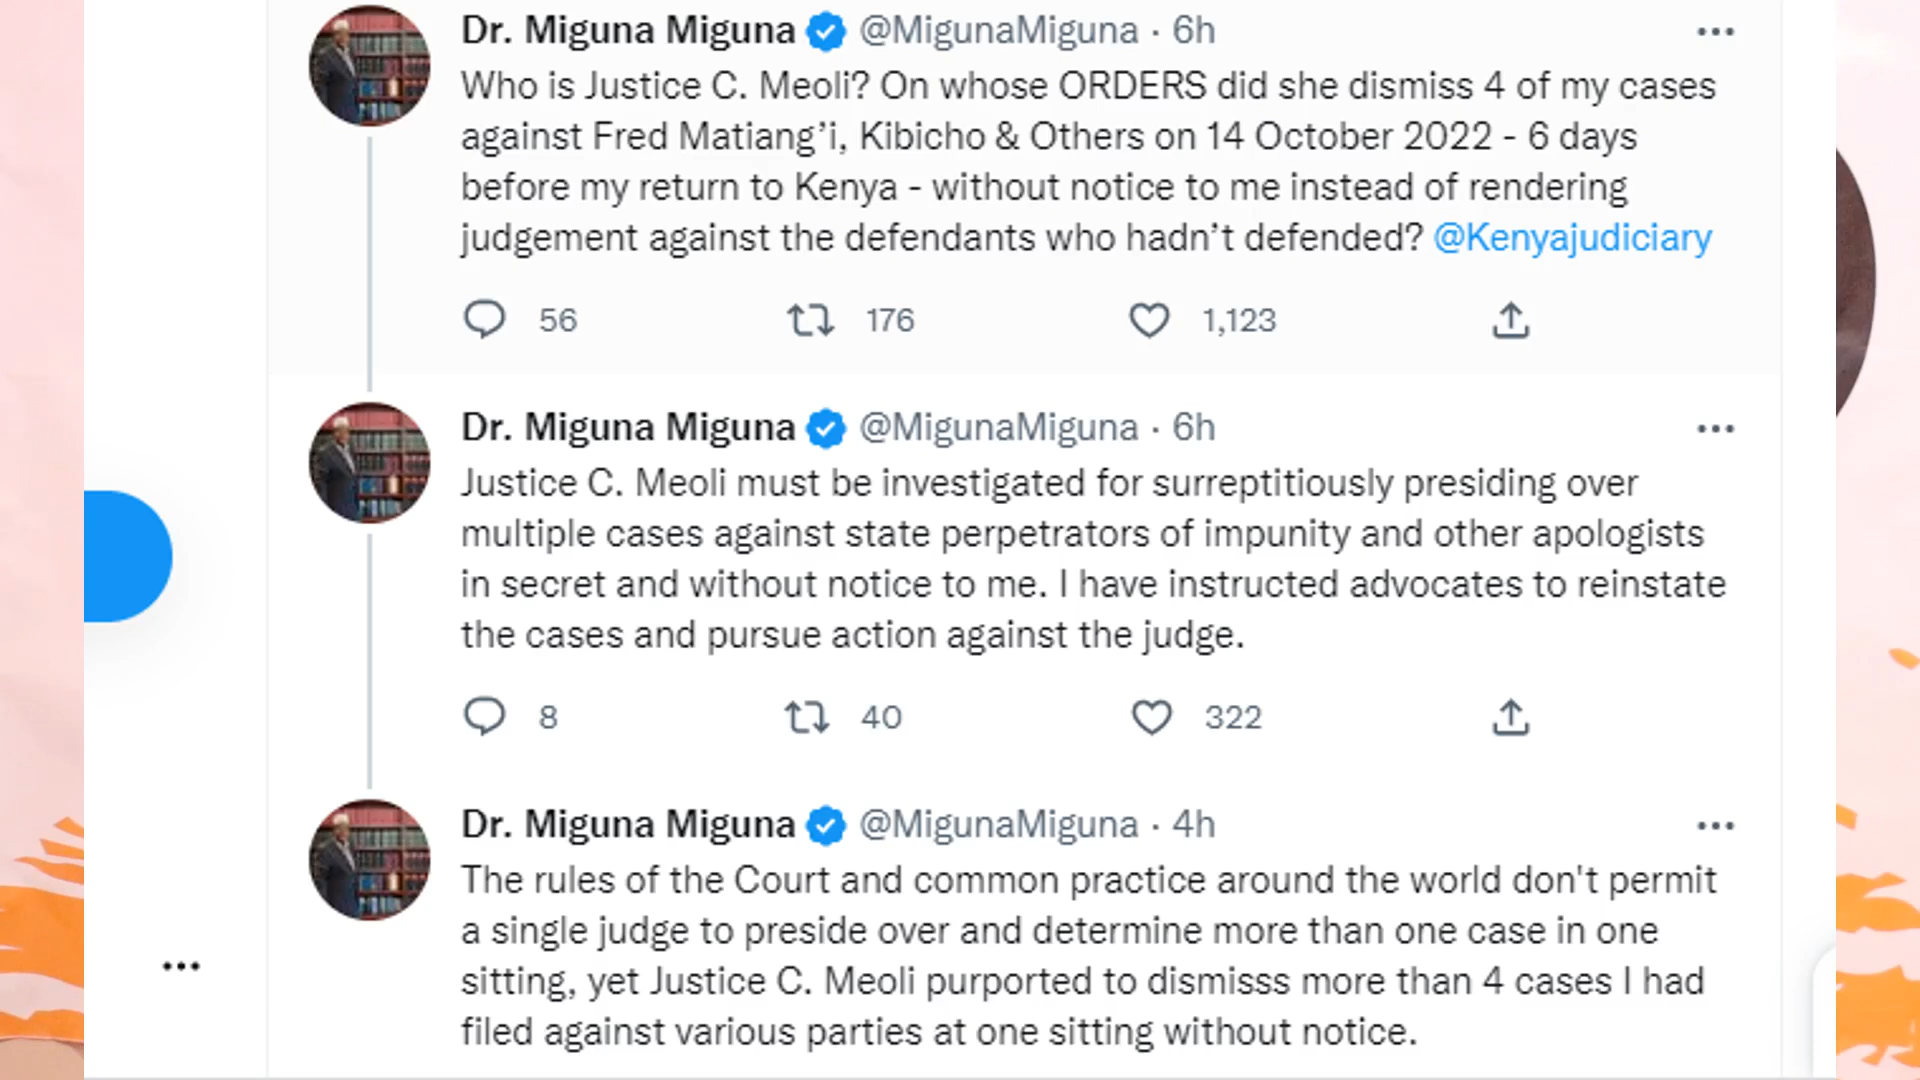 Dr. Miguna Miguna @MigunaMiguna · 6h
Who is Justice C. Meoli? On whose ORDERS did she dismiss 4 of my cases
against Fred Matiang’i, Kibicho & Others on 14 October 2022 - 6 days
before my return to Kenya - without notice to me instead of rendering
judgement against the defendants who hadn’t defended? @Kenyajudiciary
56 176 1,123
Dr. Miguna Miguna @MigunaMiguna · 6h
Justice C. Meoli must be investigated for surreptitiously presiding over
multiple cases against state perpetrators of impunity and other apologists
in secret and without notice to me. I have instructed advocates to reinstate
the cases and pursue action against the judge.
8 40 322
Dr. Miguna Miguna @MigunaMiguna · 4h
The rules of the Court and common practice around the world don't permit
a single judge to preside over and determine more than one case in one
sitting, yet Justice C. Meoli purported to dismisss more than 4 cases I had
filed against various parties at one sitting without notice.